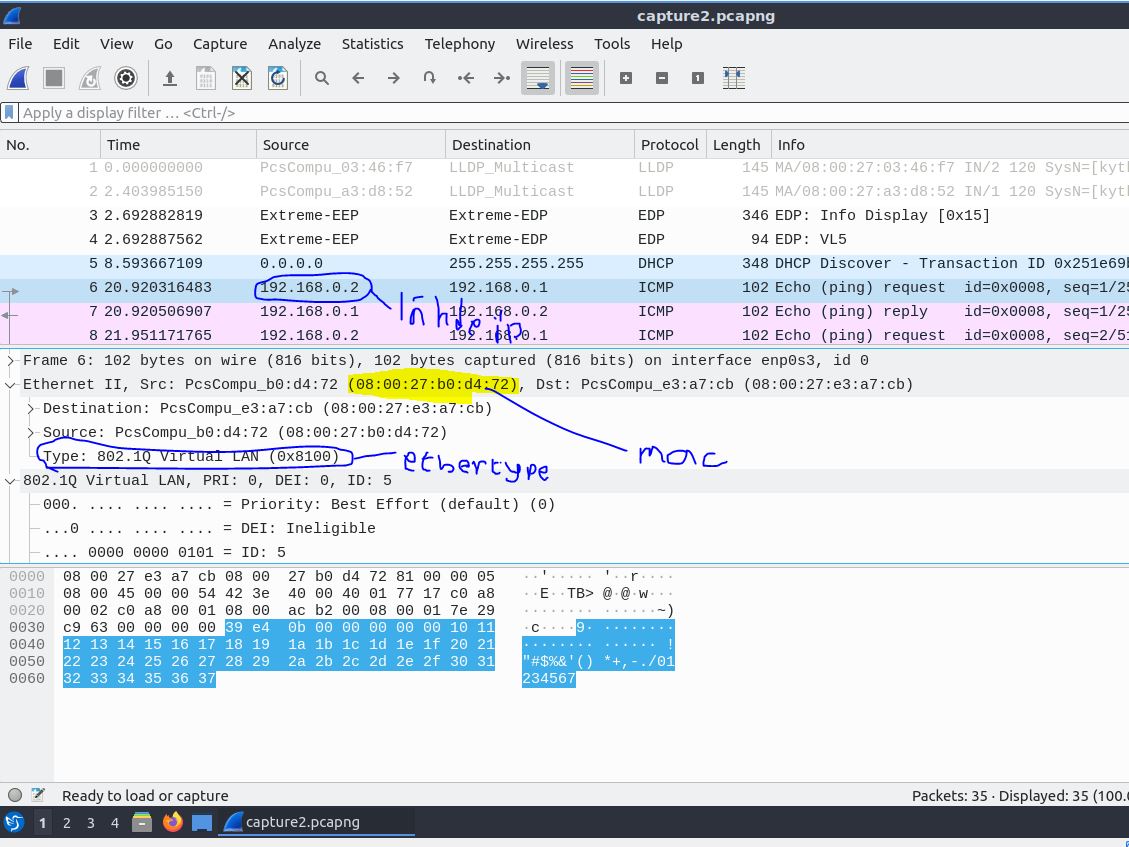 capture2.pcapng
File Edit View Go Capture Analyze Statistics Telephony Wireless Tools Help
Apply a display filter … <Ctrl-/>
No. Time Source Destination Protocol Length Info
1 0.000000000 PcsCompu_03:46:f7 LLDP_Multicast LLDP 145 MA/08:00:27:03:46:f7 IN/2 120 SysN=[kyt
2 2.403985150 PcsCompu_a3:d8:52 LLDP_Multicast LLDP 145 MA/08:00:27:a3:d8:52 IN/1 120 SysN=[kyt
3 2.692882819 Extreme-EEP Extreme-EDP EDP 346 EDP: Info Display [0x15]
4 2.692887562 Extreme-EEP Extreme-EDP EDP 94 EDP: VL5
5 8.593667109 0.0.0.0 255.255.255.255 DHCP 348 DHCP Discover - Transaction ID 0x251e69
6 20.920316483 192.168.0.2 192.168.0.1 ICMP 102 Echo (ping) request id=0x0008, seq=1/25
7 20.920506907 192.168.0.1 192.168.0.2 ICMP 102 Echo (ping) reply id=0x0008, seq=1/25
8 21.951171765 192.168.0.2 192.168.0.1 ICMP 102 Echo (ping) request id=0x0008, seq=2/51
ip
Frame 6: 102 bytes on wire (816 bits), 102 bytes captured (816 bits) on interface enp0s3, id 0
Ethernet II, Src: PcsCompu_b0:d4:72 (08:00:27:b0:d4:72), Dst: PcsCompu_e3:a7:cb (08:00:27:e3:a7:cb)
Destination: PcsCompu_e3:a7:cb (08:00:27:e3:a7:cb)
Source: PcsCompu_b0:d4:72 (08:00:27:b0:d4:72)
Type: 802.1Q Virtual LAN (0x8100) ethertype mac
802.1Q Virtual LAN, PRI: 0, DEI: 0, ID: 5
000. .... .... .... = Priority: Best Effort (default) (0)
...0 .... .... .... = DEI: Ineligible
.... 0000 0000 0101 = ID: 5
0000 08 00 27 e3 a7 cb 08 00 27 b0 d4 72 81 00 00 05 ··'····· '··r····
0010 08 00 45 00 00 54 42 3e 40 00 40 01 77 17 c0 a8 ··E··TB> @·@·w···
0020 00 02 c0 a8 00 01 08 00 ac b2 00 08 00 01 7e 29 ········ ······~)
0030 c9 63 00 00 00 00 39 e4 0b 00 00 00 00 00 10 11 ·c····9· ········
0040 12 13 14 15 16 17 18 19 1a 1b 1c 1d 1e 1f 20 21 ········ ······ !
0050 22 23 24 25 26 27 28 29 2a 2b 2c 2d 2e 2f 30 31 "#$%&'() *+,-./01
0060 32 33 34 35 36 37 234567
Ready to load or capture Packets: 35 · Displayed: 35 (100.
1 2 3 4 capture2.pcapng